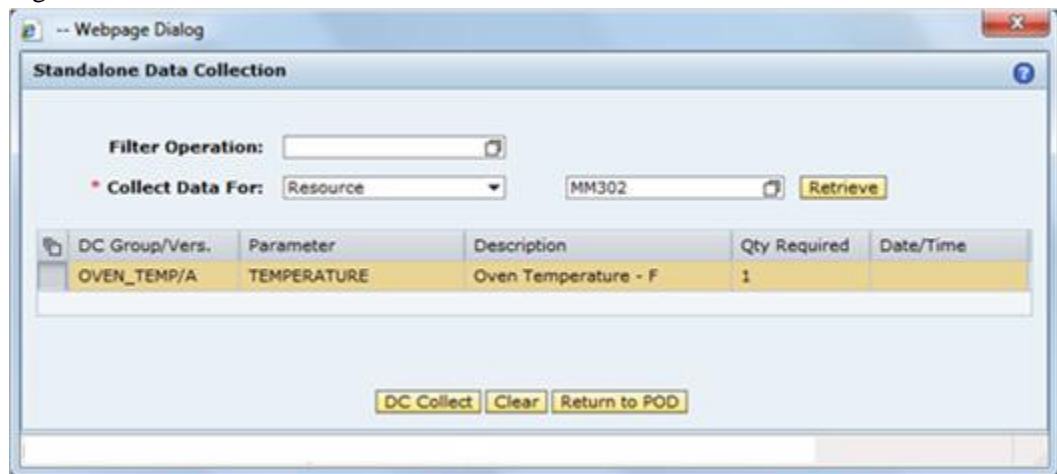 -- Webpage Dialog
Standalone Data Collection
Filter Operation:
* Collect Data For: Resource MM302 Retrieve
DC Group/Vers. Parameter Description Qty Required Date/Time
OVEN_TEMP/A TEMPERATURE Oven Temperature - F 1
DC Collect Clear Return to POD